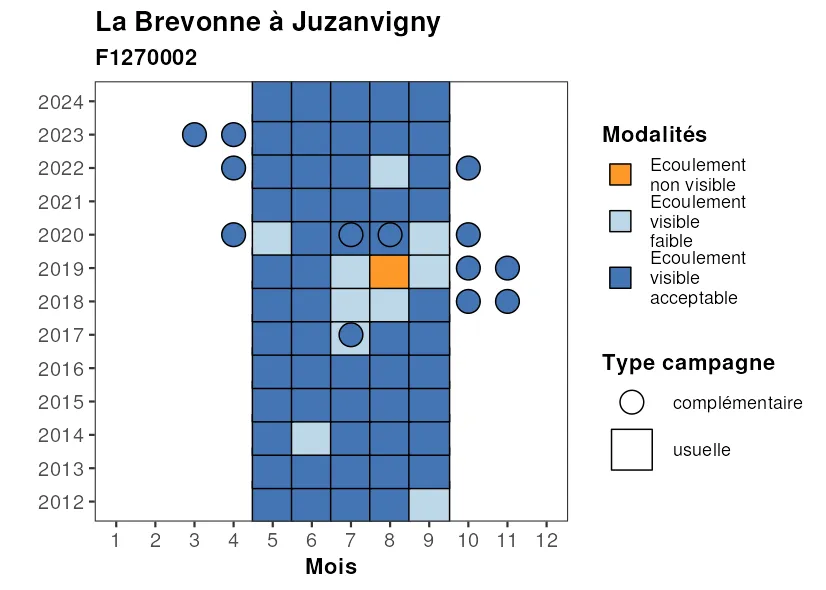 La Brevonne à Juzanvigny
F1270002
2024
2023
2022
2021
2020
2019
2018
2017
2016
2015
2014
2013
2012
1 2 3 4 5 6 7 8 9 10 11 12
Mois
Modalités
Ecoulement
non visible
Ecoulement
visible
faible
Ecoulement
visible
acceptable
Type campagne
complémentaire
usuelle